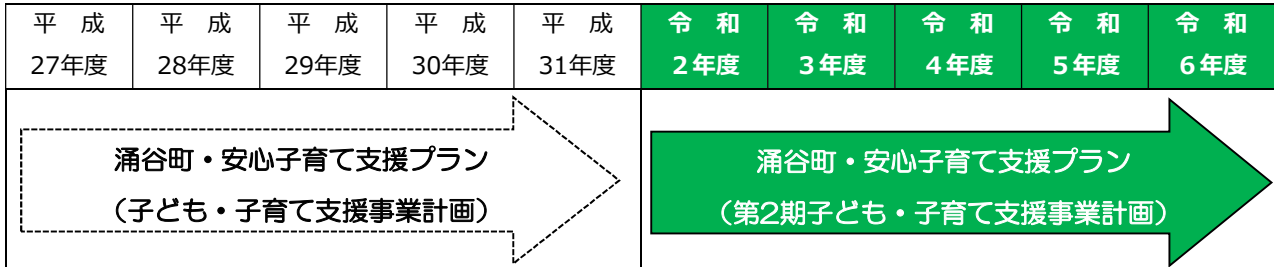 平成 平成 平成 平成 平成 令和 令和 令和 令和 令和
27年度 28年度 29年度 30年度 31年度 2年度 3年度 4年度 5年度 6年度
涌谷町・安心子育て支援プラン
（子ども・子育て支援事業計画）
涌谷町・安心子育て支援プラン
（第2期子ども・子育て支援事業計画）